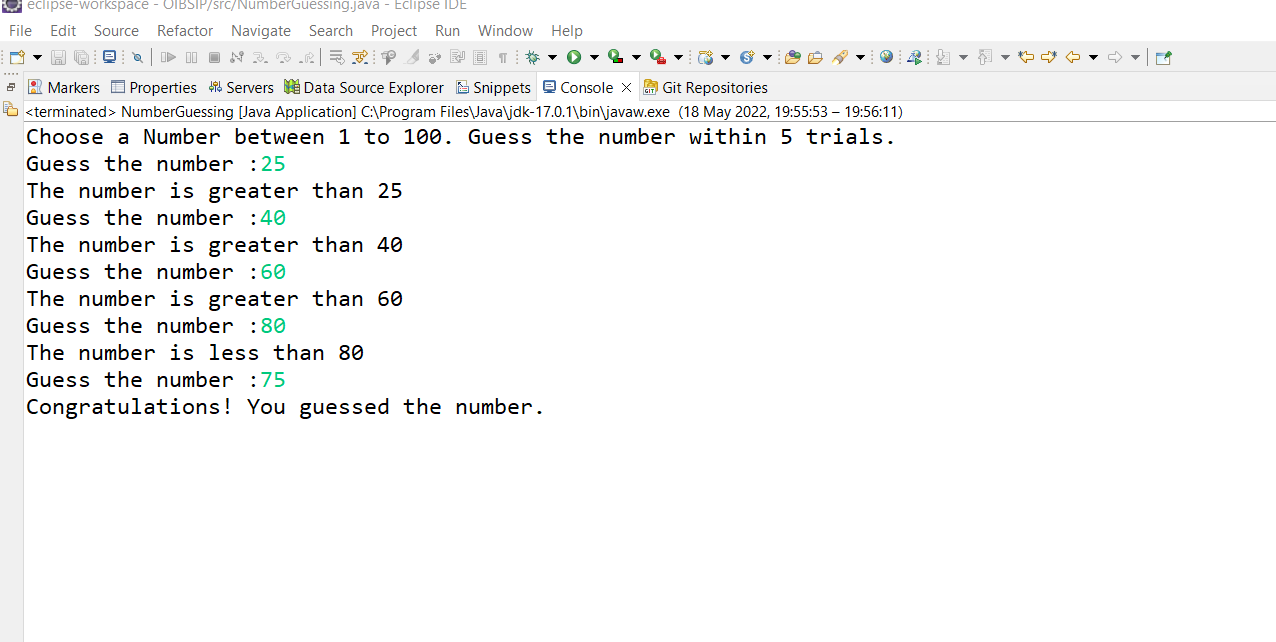 eclipse-workspace - OIBSIP/src/NumberGuessing.java - Eclipse IDE
File Edit Source Refactor Navigate Search Project Run Window Help
Markers Properties Servers Data Source Explorer Snippets Console Git Repositories
<terminated> NumberGuessing [Java Application] C:\Program Files\Java\jdk-17.0.1\bin\javaw.exe (18 May 2022, 19:55:53 – 19:56:11)
Choose a Number between 1 to 100. Guess the number within 5 trials.
Guess the number :25
The number is greater than 25
Guess the number :40
The number is greater than 40
Guess the number :60
The number is greater than 60
Guess the number :80
The number is less than 80
Guess the number :75
Congratulations! You guessed the number.